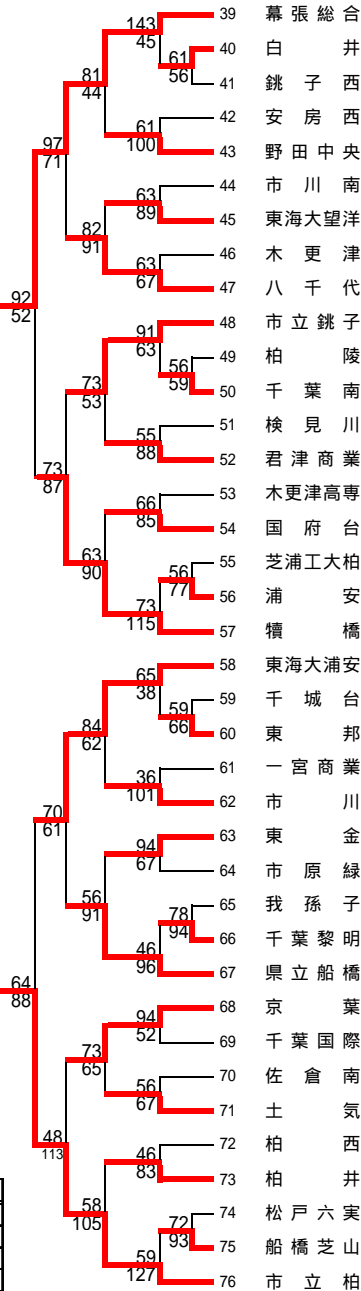 143 39 幕張総合
45
61 40 白井
81 56
44 41 銚子西
42 安房西
97 61
71 100 43 野田中央
63 44 市川南
82 89 45 東海大望洋
91 63 46 木更津
67 47 八千代
92
52
91 48 市立銚子
63 49 柏陵
73 56
53 59 50 千葉南
55 51 検見川
88 52 君津商業
73
87
66 53 木更津高専
85 54 国府台
63 56 55 芝浦工大柏
90 77 56 浦安
73
115 57 犢橋
65 58 東海大浦安
38
59 59 千城台
84 66 60 東邦
62
36 61 一宮商業
101 62 市川
70
61
94 63 東金
67 64 市原緑
56 78 65 我孫子
91 94 66 千葉黎明
46
96 67 県立船橋
64
88
94 68 京葉
52 69 千葉国際
73
65 56 70 佐倉南
67 71 土気
48
113
46 72 柏西
83 73 柏井
58 72 74 松戸六実
105 93 75 船橋芝山
59
127 76 市立柏